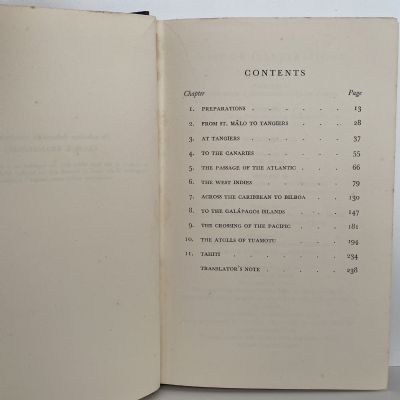 CONTENTS
Chapter Page
1. PREPARATIONS . . . . . . 13
2. FROM ST. MÂLO TO TANGIERS . . . . 28
3. AT TANGIERS . . . . . . 37
4. TO THE CANARIES . . . . . 55
5. THE PASSAGE OF THE ATLANTIC . . . 66
6. THE WEST INDIES . . . . . 79
7. ACROSS THE CARIBBEAN TO BILBOA . . . 130
8. TO THE GALÁPAGOS ISLANDS . . . . 147
9. THE CROSSING OF THE PACIFIC . . . . 181
10. THE ATOLLS OF TUAMOTU . . . . 194
11. TAHITI . . . . . . 234
TRANSLATOR'S NOTE . . . . . 238